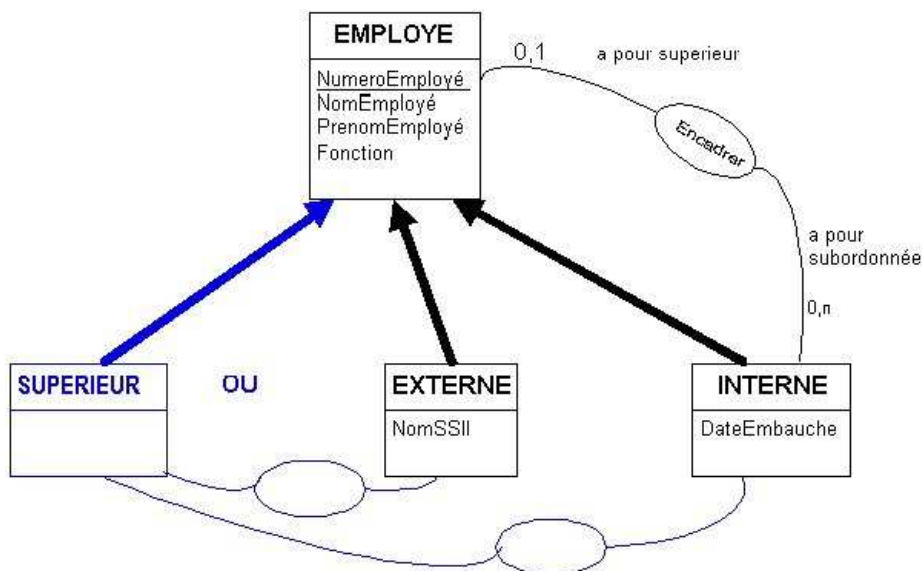 EMPLOYE
NumeroEmployé
NomEmployé
PrenomEmployé
Fonction
0,1
a pour superieur
Encadrer
a pour
subordonnée
0,n
SUPERIEUR
OU
EXTERNE
NomSSII
INTERNE
DateEmbauche